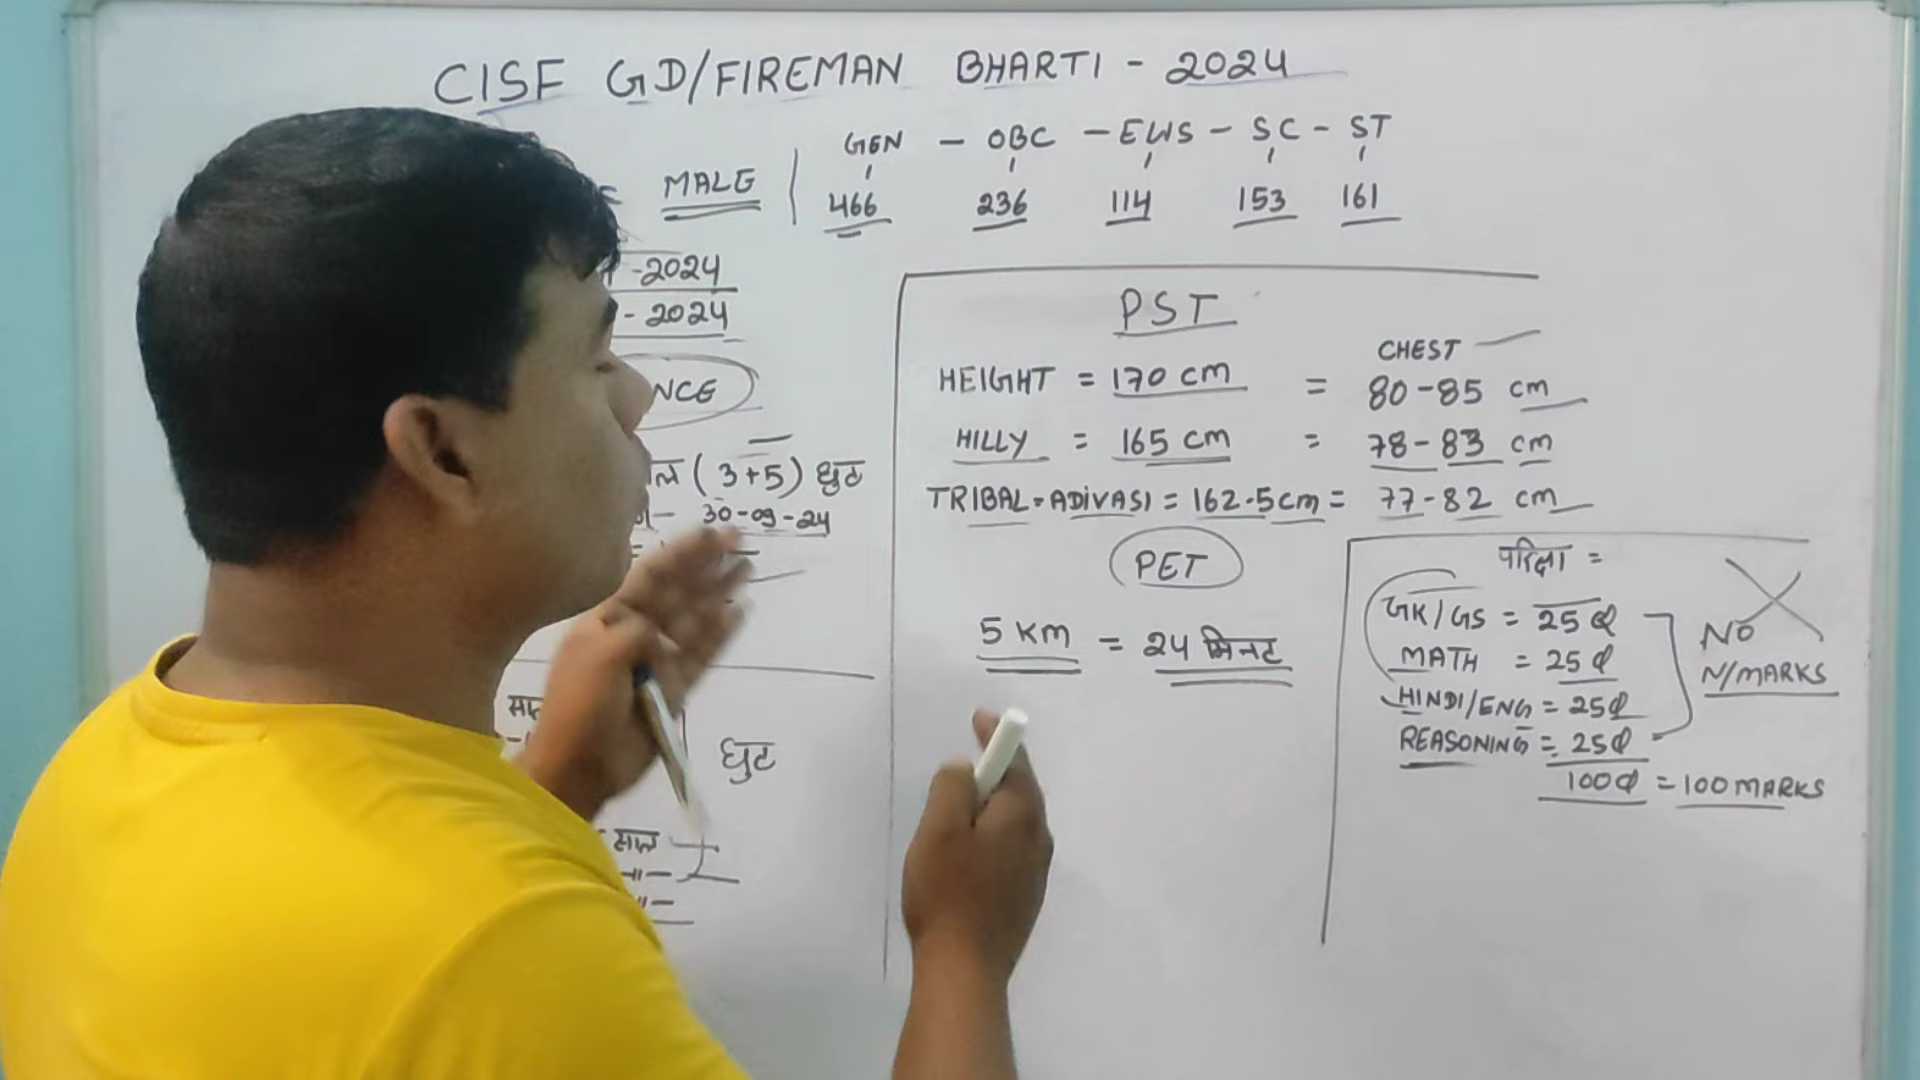 CISF GD/FIREMAN BHARTI - 2024
MALE
GEN - OBC - EWS - SC - ST
466 236 114 153 161
-2024
- 2024
NCE
(3+5) छुट
30-09-24
साल
छुट
साल
-11-
PST
CHEST
HEIGHT = 170 cm = 80-85 cm
HILLY = 165 cm = 78-83 cm
TRIBAL = ADIVASI = 162.5cm = 77-82 cm
PET
5 KM = 24 मिनट
परिक्षा =
GK/GS = 25 Q
MATH = 25 Q
HINDI/ENG = 25Q
REASONING = 25Q
100Q = 100 MARKS
NO
N/MARKS